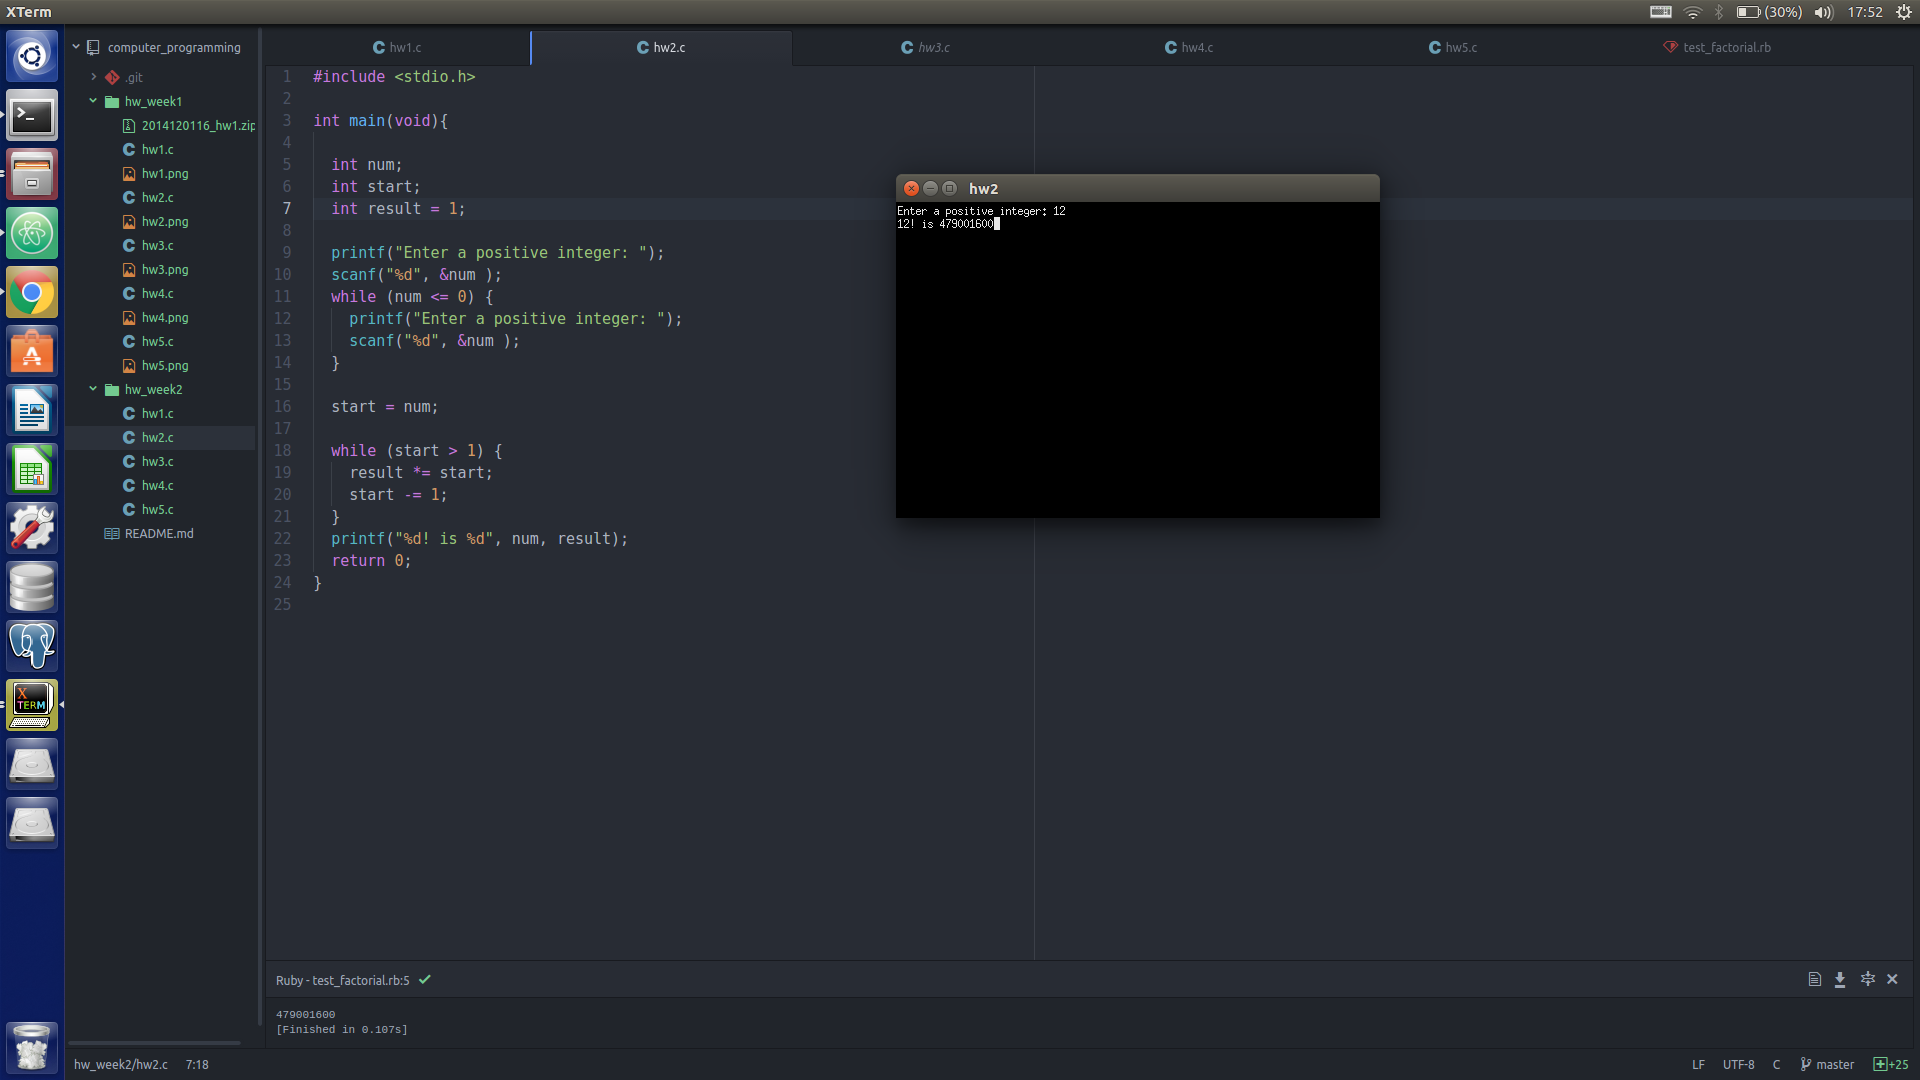 XTerm
(30%)
17:52
computer_programming
.git
hw_week1
2014120116_hw1.zip
hw1.c
hw1.png
hw2.c
hw2.png
hw3.c
hw3.png
hw4.c
hw4.png
hw5.c
hw5.png
hw_week2
hw1.c
hw2.c
hw3.c
hw4.c
hw5.c
README.md
hw1.c
hw2.c
hw3.c
hw4.c
hw5.c
test_factorial.rb
1 #include <stdio.h>
2
3 int main(void){
4
5 int num;
6 int start;
7 int result = 1;
8
9 printf("Enter a positive integer: ");
10 scanf("%d", &num );
11 while (num <= 0) {
12 printf("Enter a positive integer: ");
13 scanf("%d", &num );
14 }
15
16 start = num;
17
18 while (start > 1) {
19 result *= start;
20 start -= 1;
21 }
22 printf("%d! is %d", num, result);
23 return 0;
24 }
25
hw2
Enter a positive integer: 12
12! is 479001600
X
TERM
Ruby - test_factorial.rb:5
479001600
[Finished in 0.107s]
hw_week2/hw2.c 7:18
LF UTF-8 C master +25